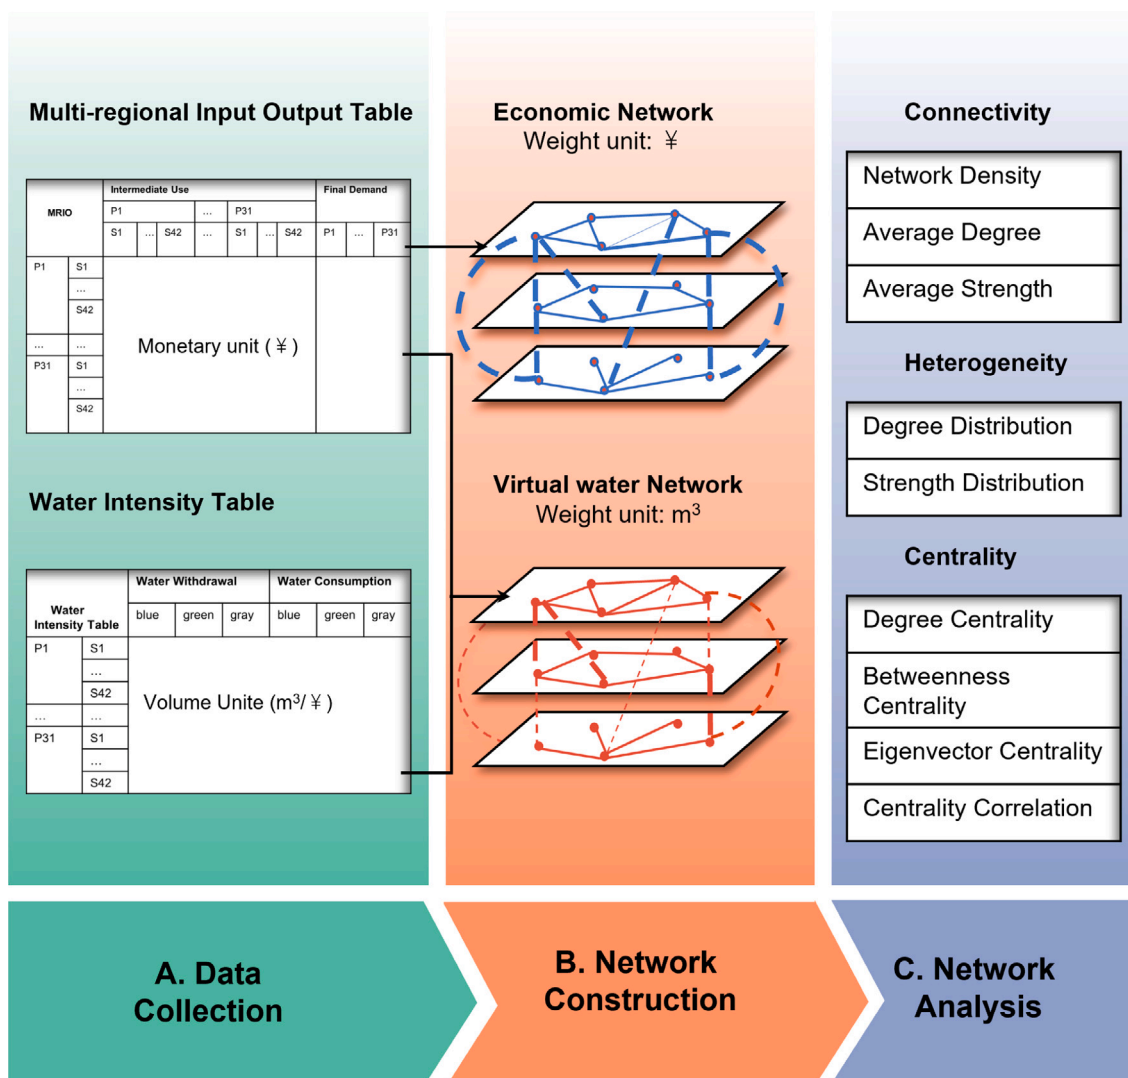 Multi-regional Input Output Table
MRIO
Intermediate Use
Final Demand
P1 ... P31
S1 ... S42 ... S1 ... S42 P1 ... P31
P1 S1
...
S42
... ...
P31 S1
...
S42
Monetary unit (¥)
Water Intensity Table
Water
Intensity Table
Water Withdrawal Water Consumption
blue green gray blue green gray
P1 S1
...
S42
... ...
P31 S1
...
S42
Volume Unite (m³/¥)
A. Data
Collection
Economic Network
Weight unit: ¥
Virtual water Network
Weight unit: m³
B. Network
Construction
Connectivity
Network Density
Average Degree
Average Strength
Heterogeneity
Degree Distribution
Strength Distribution
Centrality
Degree Centrality
Betweenness
Centrality
Eigenvector Centrality
Centrality Correlation
C. Network
Analysis